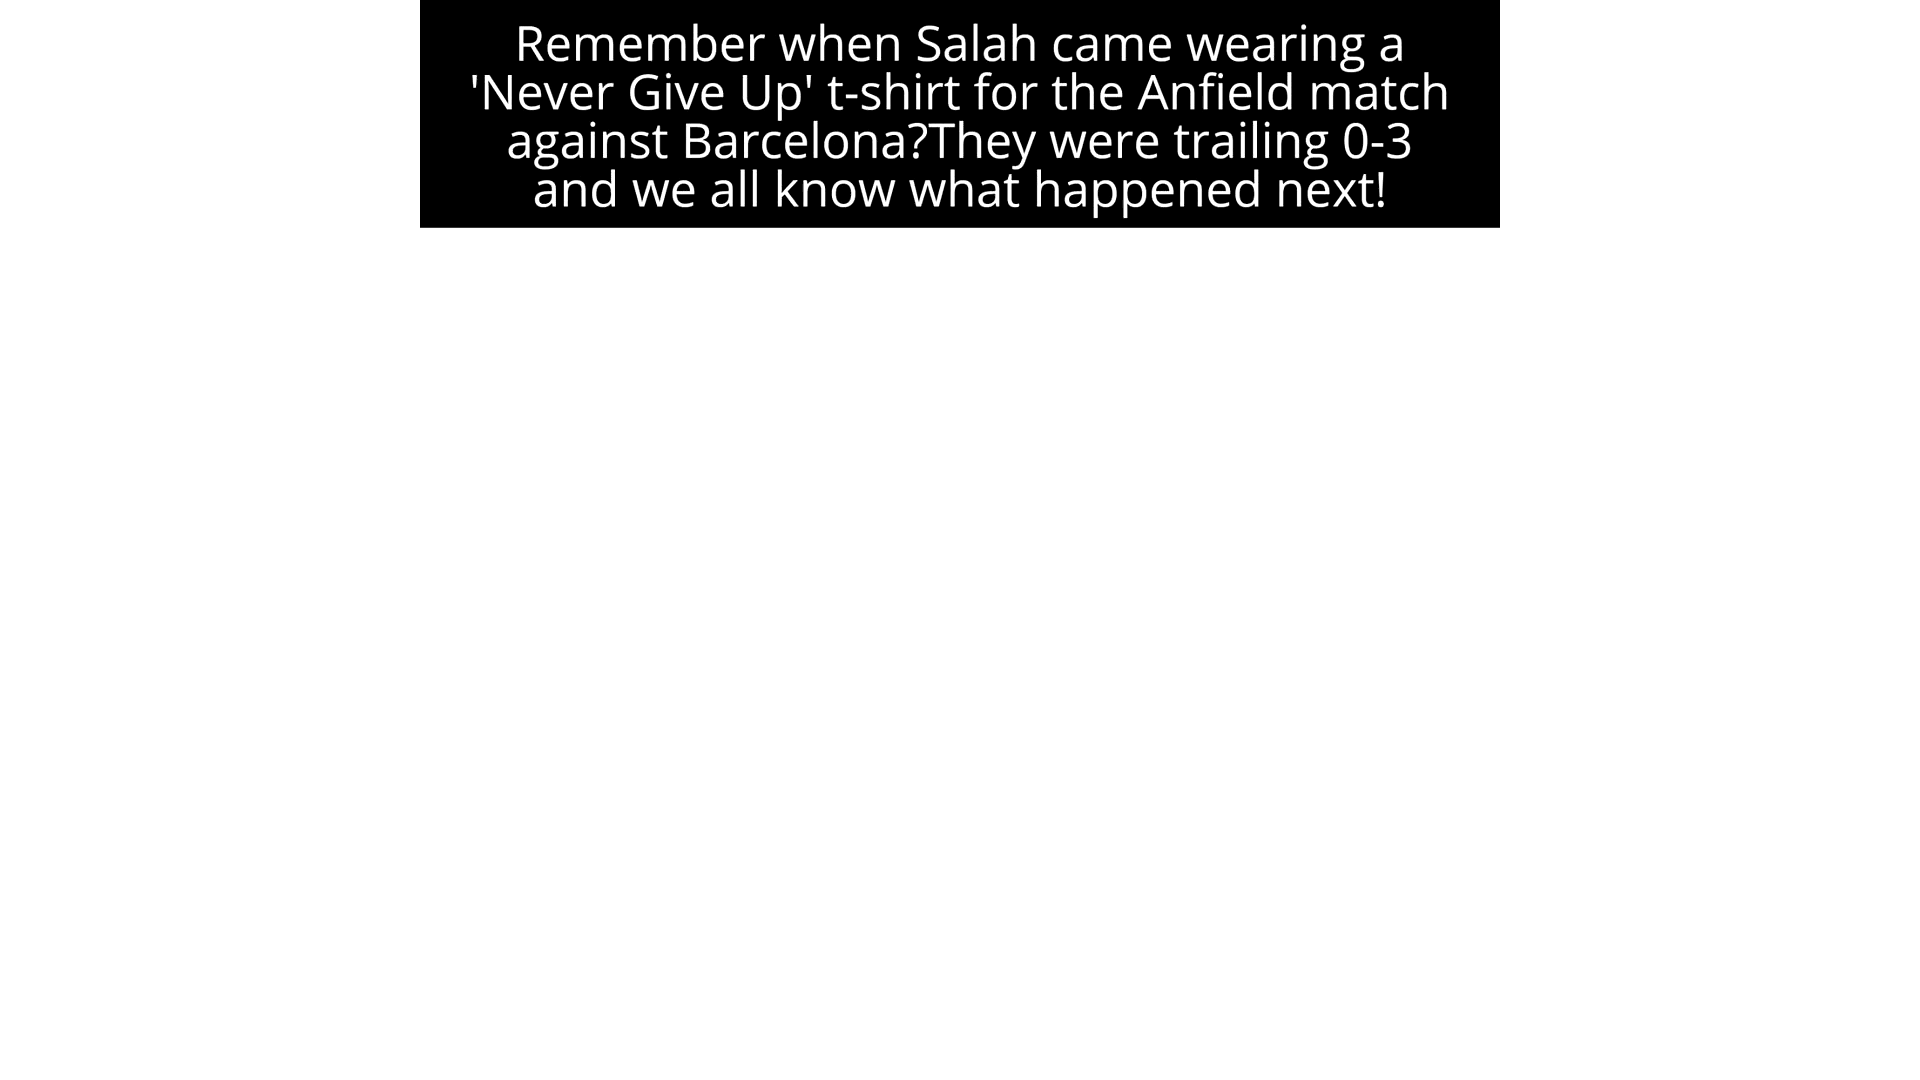 Remember when Salah came wearing a
'Never Give Up' t-shirt for the Anfield match
against Barcelona?They were trailing 0-3
and we all know what happened next!